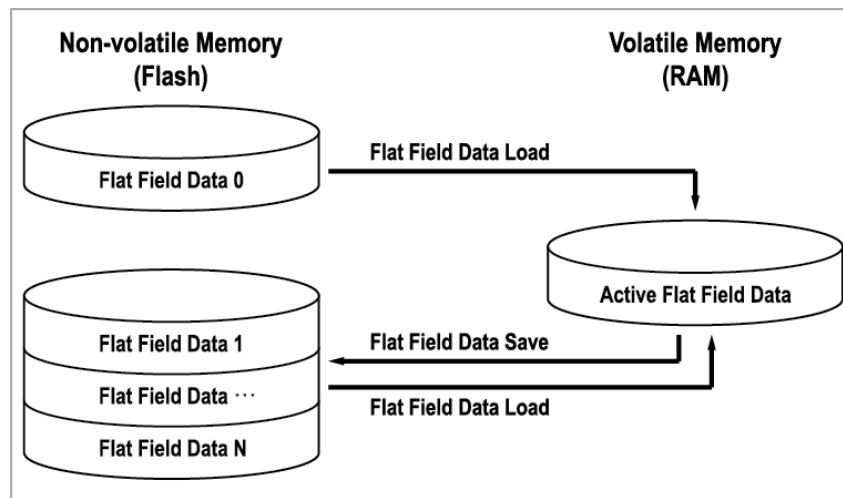 Non-volatile Memory
(Flash)
Volatile Memory
(RAM)
Flat Field Data 0
Flat Field Data Load
Active Flat Field Data
Flat Field Data 1
Flat Field Data Save
Flat Field Data ···
Flat Field Data Load
Flat Field Data N